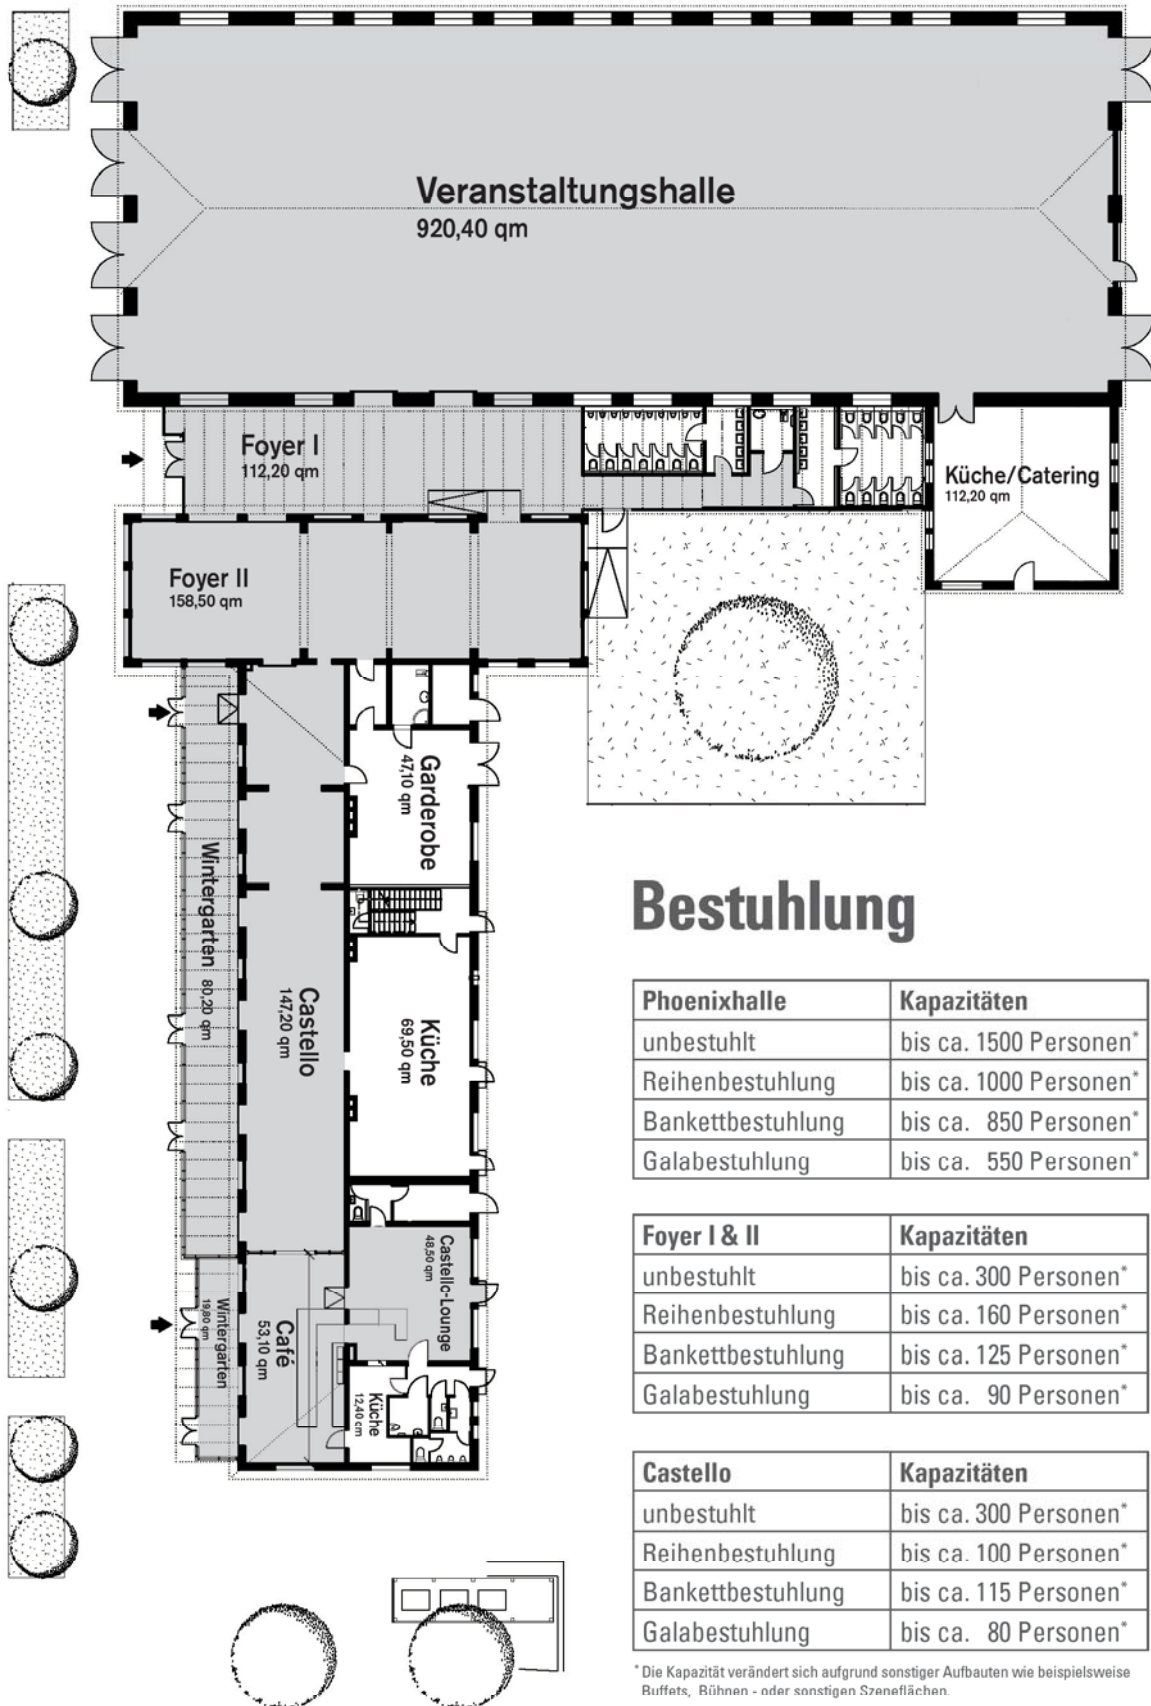 Veranstaltungshalle
920,40 qm
Foyer I
112,20 qm
Küche/Catering
112,20 qm
Foyer II
158,50 qm
Garderobe
47,10 qm
Wintergarten 80,20 qm
Castello
147,20 qm
Küche
69,50 qm
Castello-Lounge
48,50 qm
Wintergarten
19,80 qm
Café
53,10 qm
Küche
12,40 qm
Bestuhlung
Phoenixhalle Kapazitäten
unbestuhlt bis ca. 1500 Personen*
Reihenbestuhlung bis ca. 1000 Personen*
Bankettbestuhlung bis ca. 850 Personen*
Galabestuhlung bis ca. 550 Personen*
Foyer I & II Kapazitäten
unbestuhlt bis ca. 300 Personen*
Reihenbestuhlung bis ca. 160 Personen*
Bankettbestuhlung bis ca. 125 Personen*
Galabestuhlung bis ca. 90 Personen*
Castello Kapazitäten
unbestuhlt bis ca. 300 Personen*
Reihenbestuhlung bis ca. 100 Personen*
Bankettbestuhlung bis ca. 115 Personen*
Galabestuhlung bis ca. 80 Personen*
* Die Kapazität verändert sich aufgrund sonstiger Aufbauten wie beispielsweise
Buffets, Bühnen - oder sonstigen Szeneflächen.